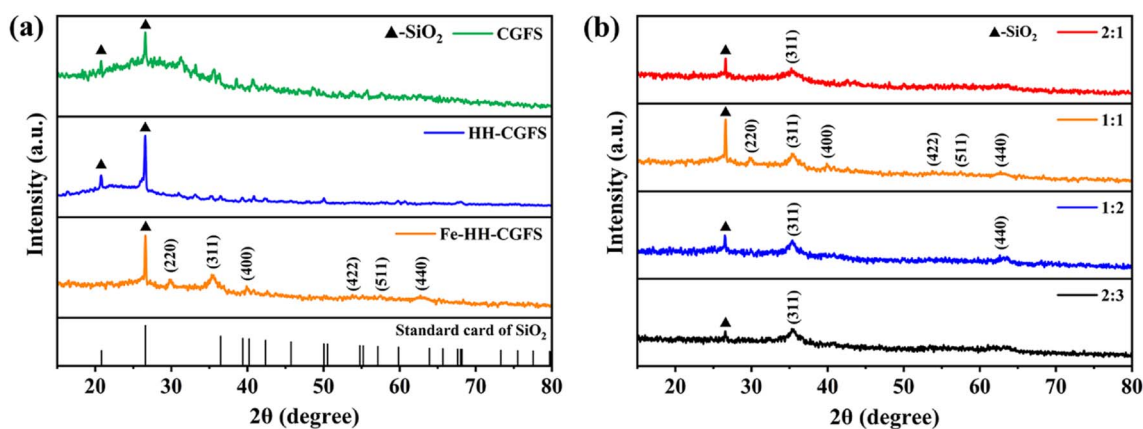 (a)
▲-SiO₂
CGFS
HH-CGFS
Fe-HH-CGFS
(220)
(311)
(400)
(422)
(511)
(440)
Standard card of SiO₂
Intensity (a.u.)
20 30 40 50 60 70 80
2θ (degree)
(b)
▲-SiO₂
2:1
(311)
1:1
(220)
(311)
(400)
(422)
(511)
(440)
1:2
(311)
(440)
2:3
(311)
Intensity (a.u.)
20 30 40 50 60 70 80
2θ (degree)